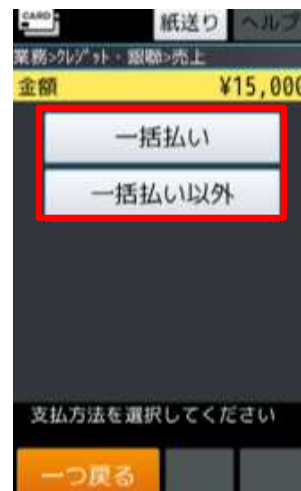 CARD
紙送り ヘルプ
業務>クレジット・銀聯>売上
金額 ¥15,000
一括払い
一括払い以外
支払方法を選択してください
一つ戻る